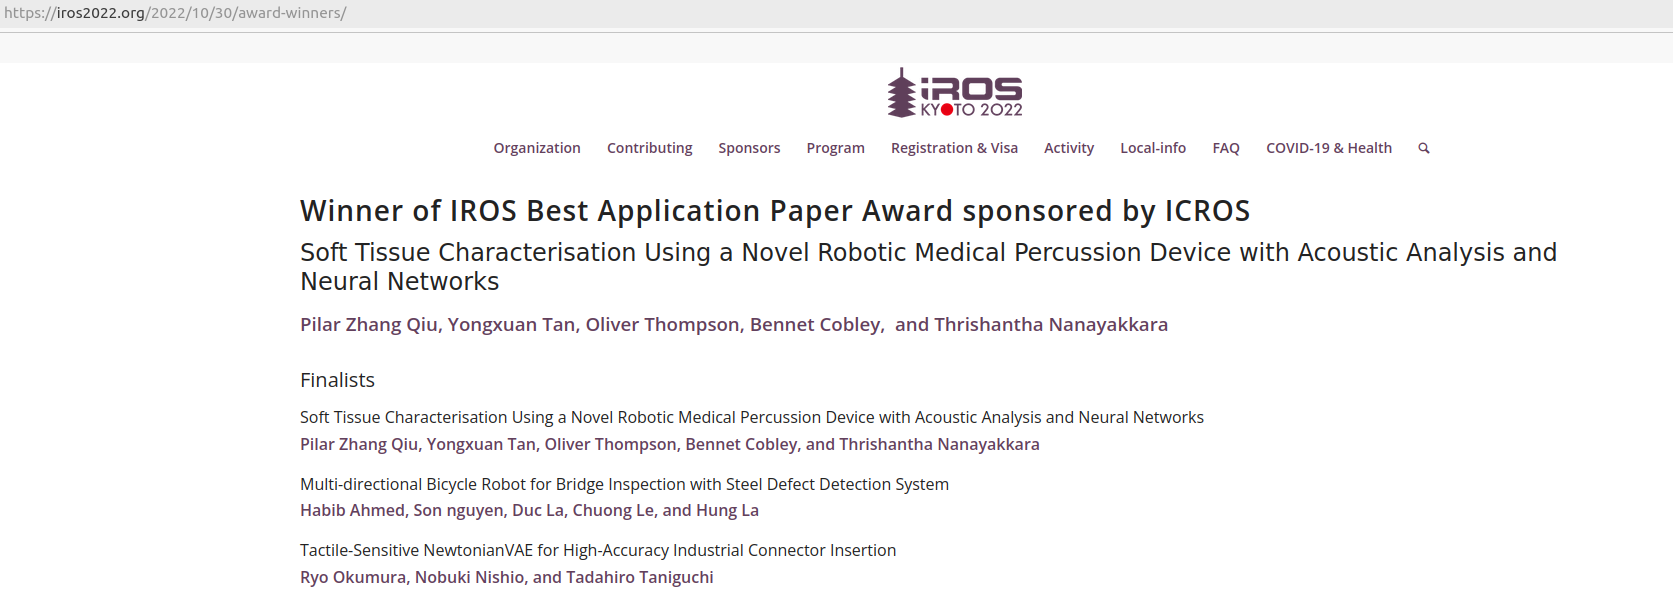 https://iros2022.org/2022/10/30/award-winners/
iROS
KYOTO 2022
Organization Contributing Sponsors Program Registration & Visa Activity Local-info FAQ COVID-19 & Health
Winner of IROS Best Application Paper Award sponsored by ICROS
Soft Tissue Characterisation Using a Novel Robotic Medical Percussion Device with Acoustic Analysis and
Neural Networks
Pilar Zhang Qiu, Yongxuan Tan, Oliver Thompson, Bennet Cobley,  and Thrishantha Nanayakkara
Finalists
Soft Tissue Characterisation Using a Novel Robotic Medical Percussion Device with Acoustic Analysis and Neural Networks
Pilar Zhang Qiu, Yongxuan Tan, Oliver Thompson, Bennet Cobley, and Thrishantha Nanayakkara
Multi-directional Bicycle Robot for Bridge Inspection with Steel Defect Detection System
Habib Ahmed, Son nguyen, Duc La, Chuong Le, and Hung La
Tactile-Sensitive NewtonianVAE for High-Accuracy Industrial Connector Insertion
Ryo Okumura, Nobuki Nishio, and Tadahiro Taniguchi